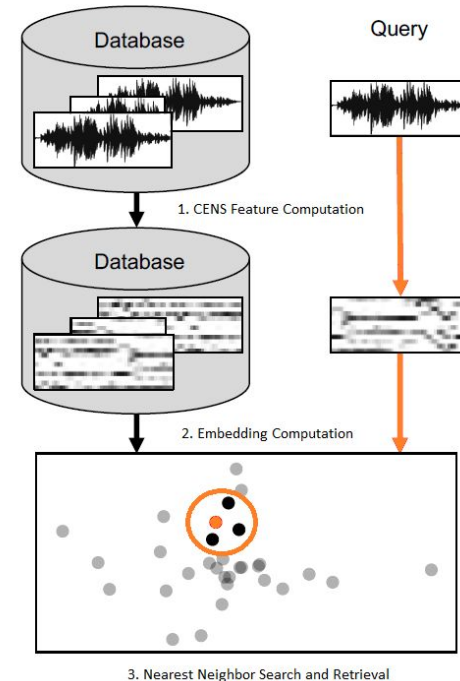 Database
Query
1. CENS Feature Computation
Database
2. Embedding Computation
3. Nearest Neighbor Search and Retrieval